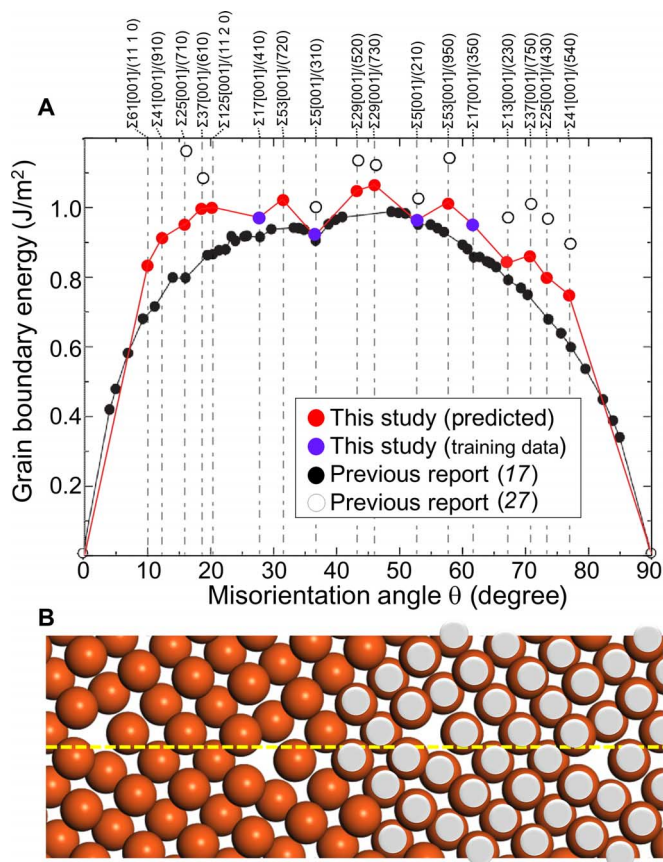 Σ61[001]/(11 1 0)
Σ41[001]/(910)
Σ25[001]/(710)
Σ37[001]/(610)
Σ125[001]/(11 2 0)
Σ17[001]/(410)
Σ53[001]/(720)
Σ5[001]/(310)
Σ29[001]/(520)
Σ29[001]/(730)
Σ5[001]/(210)
Σ53[001]/(950)
Σ17[001]/(350)
Σ13[001]/(230)
Σ37[001]/(750)
Σ25[001]/(430)
Σ41[001]/(540)
A
Grain boundary energy (J/m²)
1.0
0.8
0.6
0.4
0.2
This study (predicted)
This study (training data)
Previous report (17)
Previous report (27)
0 10 20 30 40 50 60 70 80 90
Misorientation angle θ (degree)
B